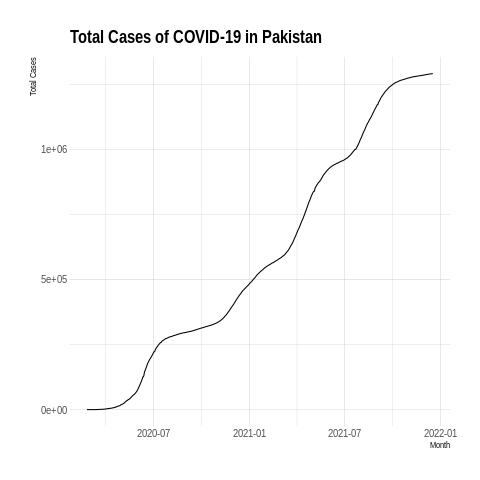 Total Cases of COVID-19 in Pakistan
Total Cases
1e+06
5e+05
0e+00
2020-07
2021-01
2021-07
2022-01
Month